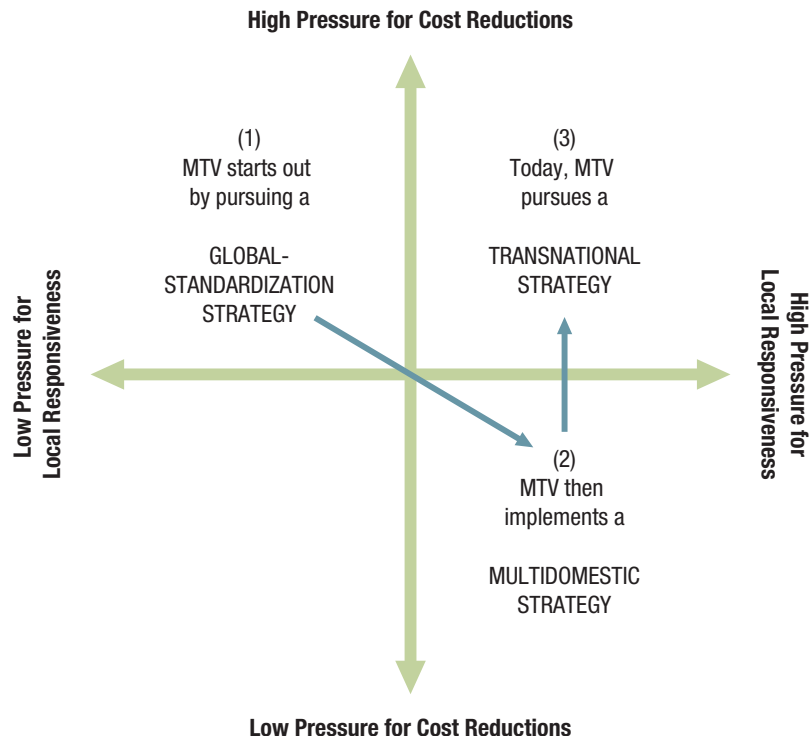 High Pressure for Cost Reductions
(1)
MTV starts out
by pursuing a
GLOBAL-
STANDARDIZATION
STRATEGY
(3)
Today, MTV
pursues a
TRANSNATIONAL
STRATEGY
Low Pressure for
Local Responsiveness
High Pressure for
Local Responsiveness
(2)
MTV then
implements a
MULTIDOMESTIC
STRATEGY
Low Pressure for Cost Reductions